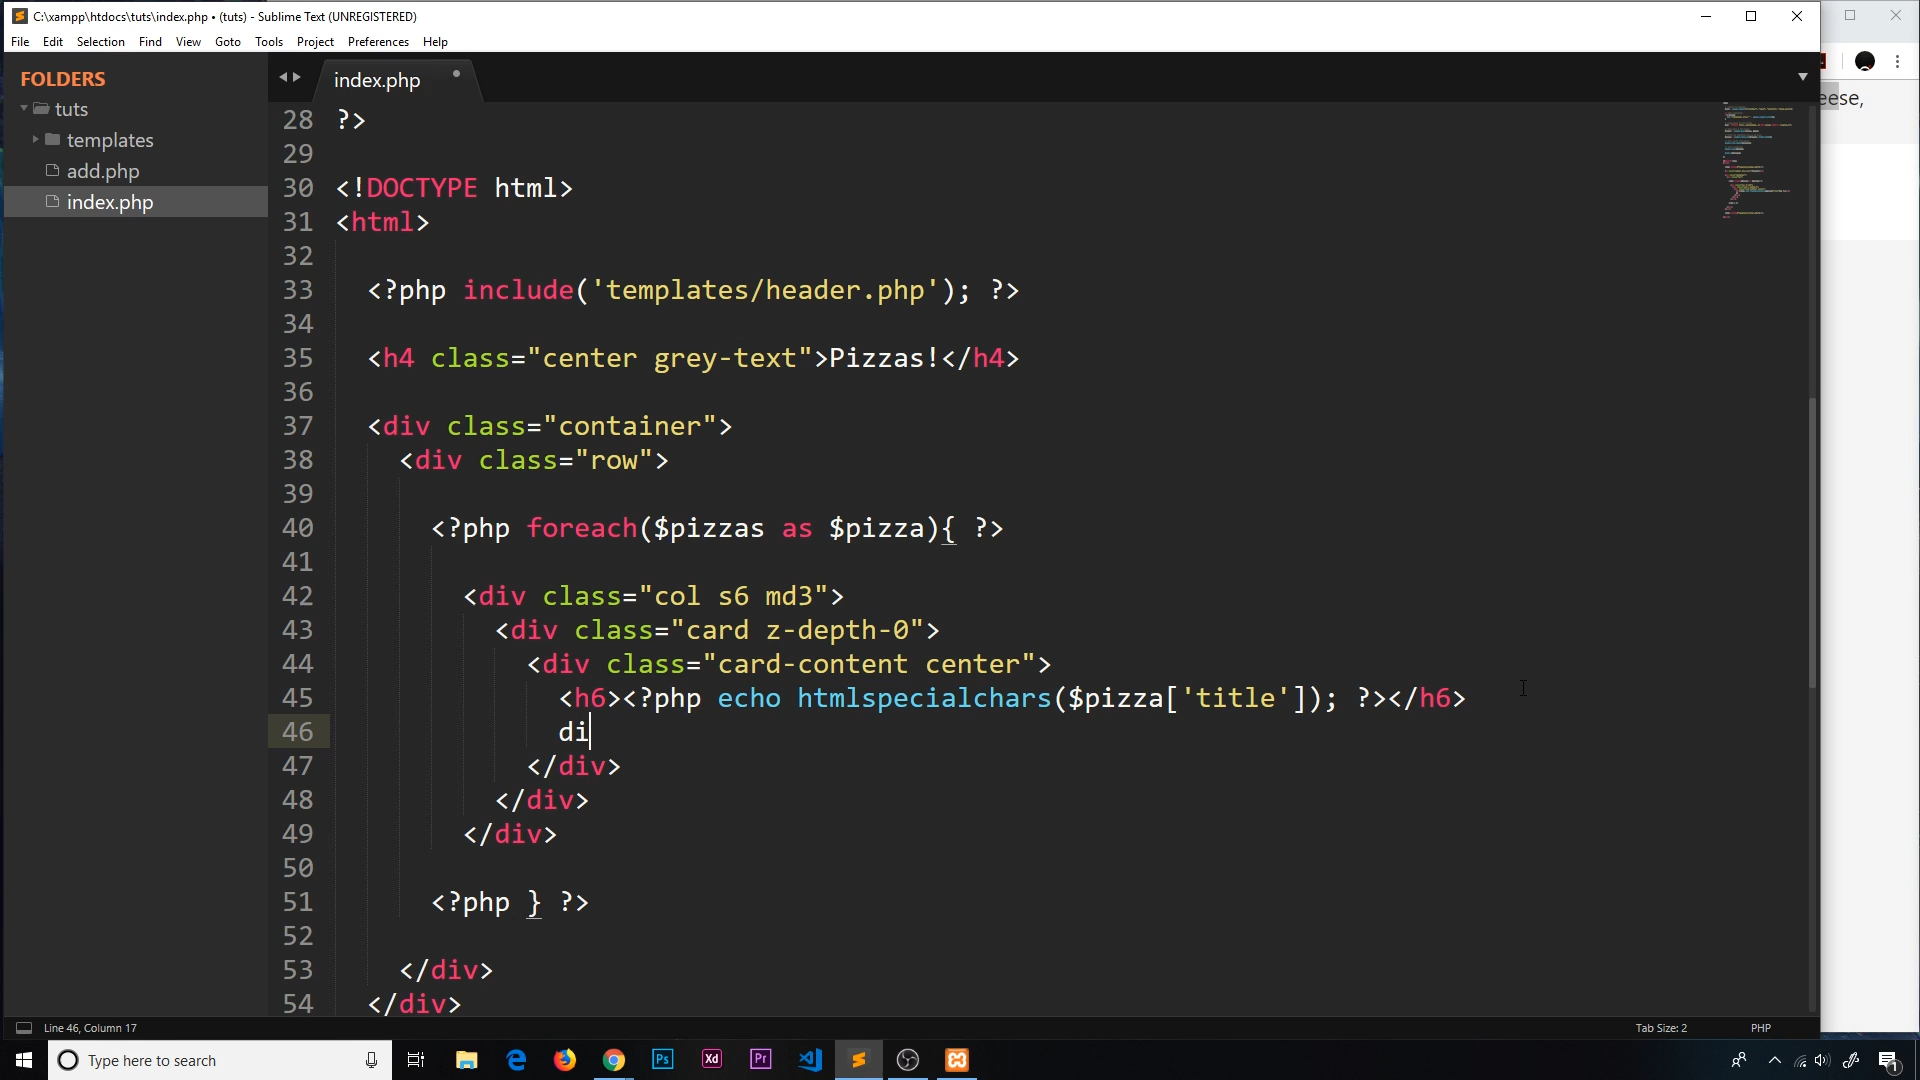 C:\xampp\htdocs\tuts\index.php • (tuts) - Sublime Text (UNREGISTERED)
File Edit Selection Find View Goto Tools Project Preferences Help
FOLDERS
tuts
templates
add.php
index.php
index.php
eese,
28 ?>
29
30 <!DOCTYPE html>
31 <html>
32
33 <?php include('templates/header.php'); ?>
34
35 <h4 class="center grey-text">Pizzas!</h4>
36
37 <div class="container">
38 <div class="row">
39
40 <?php foreach($pizzas as $pizza){ ?>
41
42 <div class="col s6 md3">
43 <div class="card z-depth-0">
44 <div class="card-content center">
45 <h6><?php echo htmlspecialchars($pizza['title']); ?></h6>
46 di
47 </div>
48 </div>
49 </div>
50
51 <?php } ?>
52
53 </div>
54 </div>
Line 46, Column 17 Tab Size: 2 PHP
Type here to search Ps Xd Pr 1